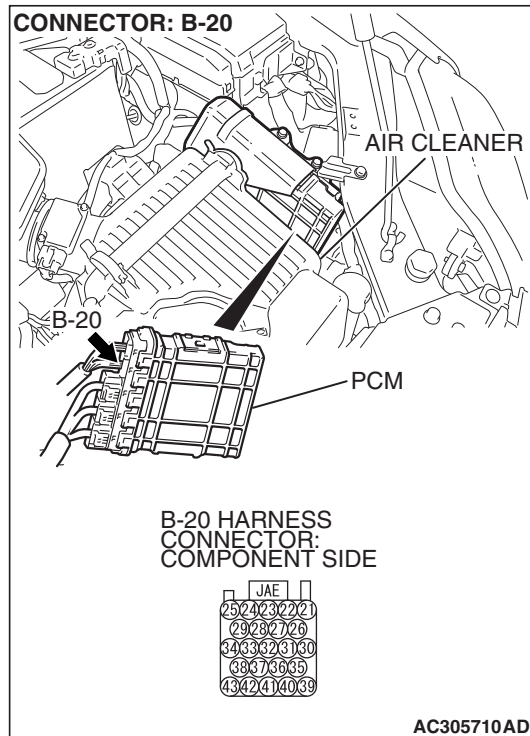 CONNECTOR: B-20
AIR CLEANER
B-20
PCM
B-20 HARNESS
CONNECTOR:
COMPONENT SIDE
JAE
25 24 23 22 21
29 28 27 26
34 33 32 31 30
38 37 36 35
43 42 41 40 39
AC305710AD